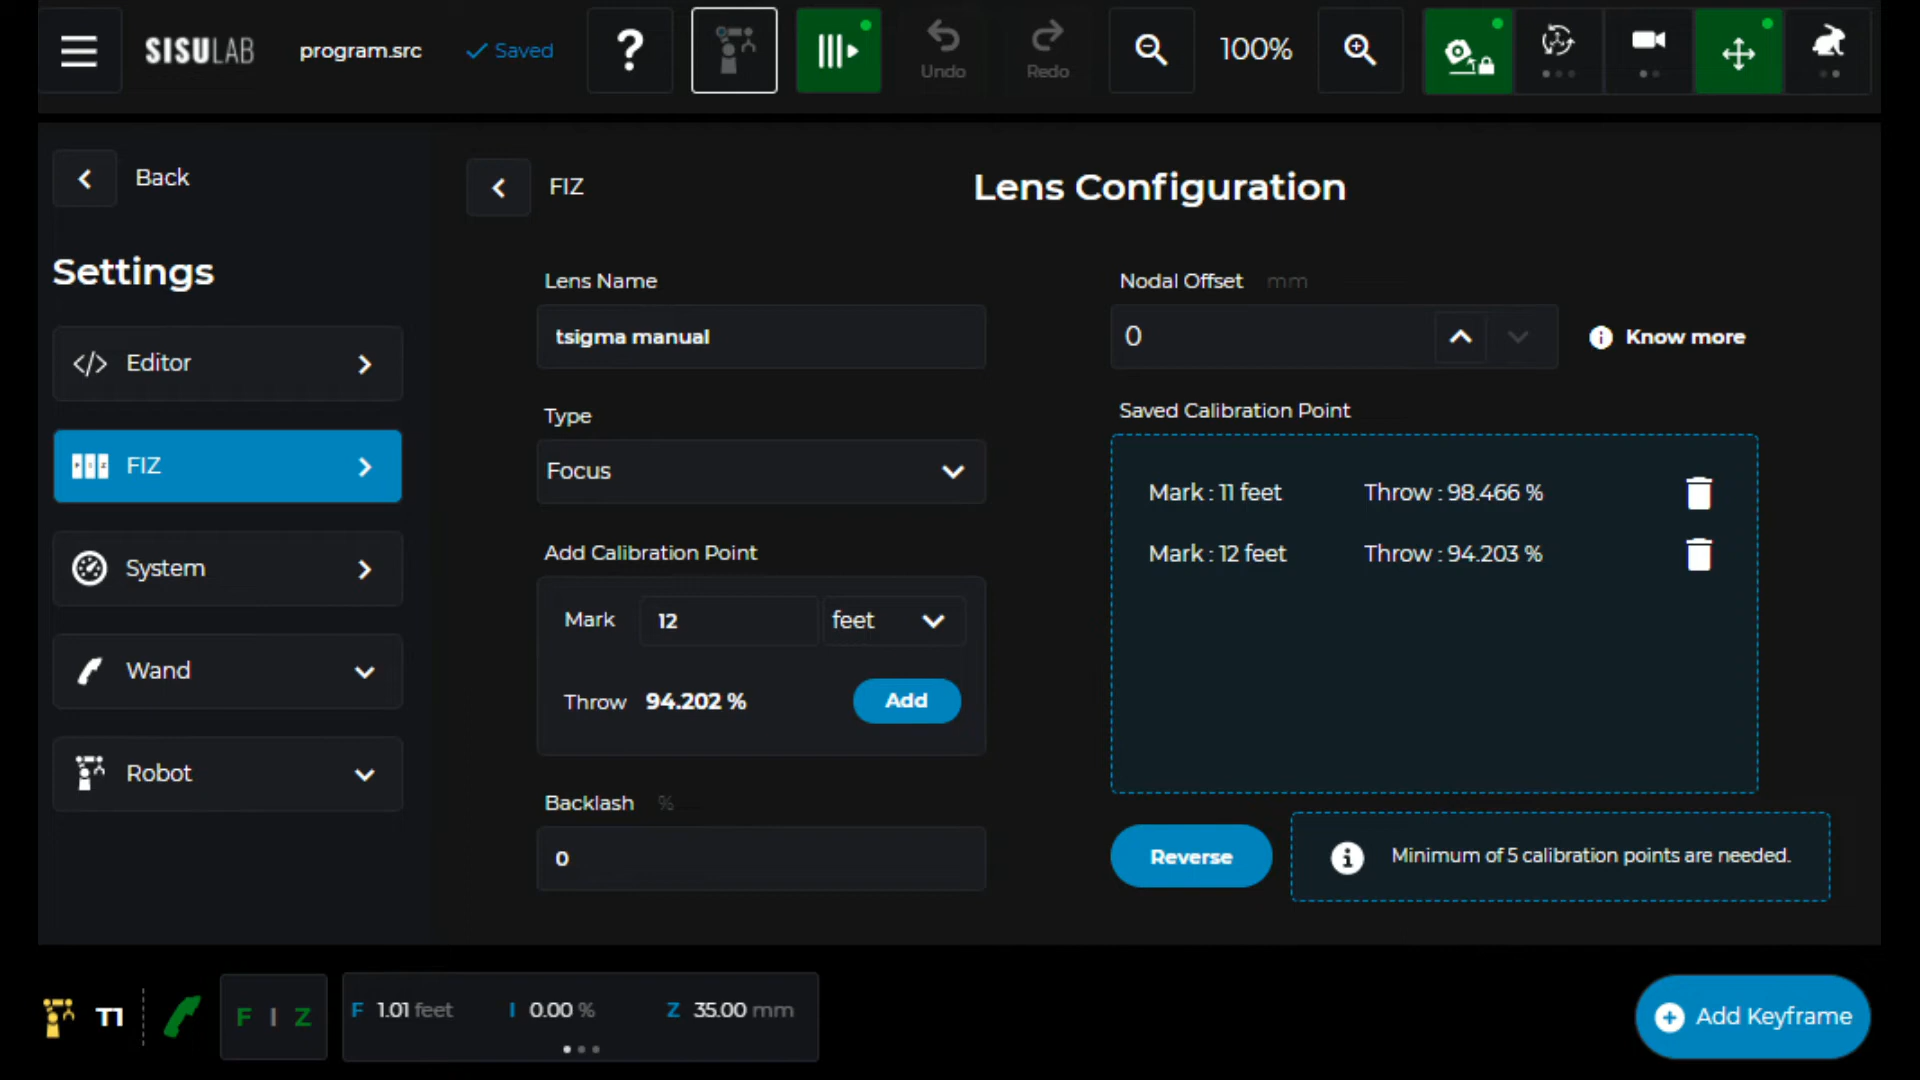 SISULAB program.src Saved ? Undo 100% Redo
Back
Settings
Editor
FIZ
System
Wand
Robot
FIZ
Lens Configuration
Lens Name
tsigma manual
Type
Focus
Add Calibration Point
Mark 12 feet
Throw 94.202 % Add
Backlash %
0
Nodal Offset mm
0
Know more
Saved Calibration Point
Mark : 11 feet Throw : 98.466 %
Mark : 12 feet Throw : 94.203 %
Reverse
Minimum of 5 calibration points are needed.
T1 F I Z F 1.01 feet I 0.00 % Z 35.00 mm
Add Keyframe